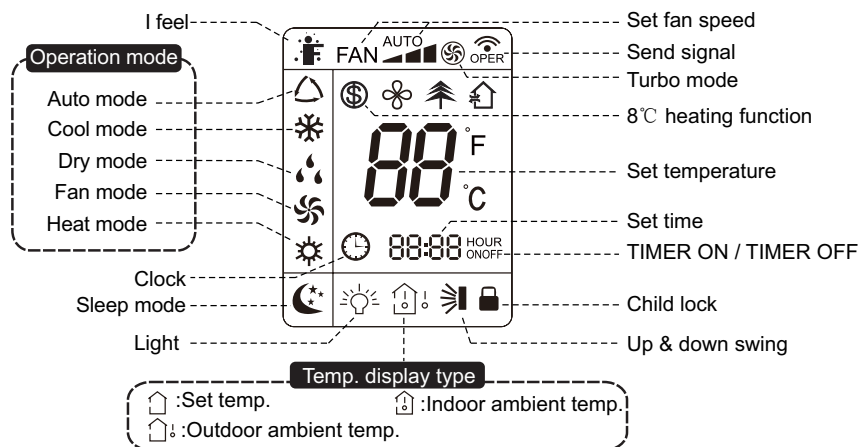 I feel
Set fan speed
FAN AUTO OPER
Send signal
Operation mode
Turbo mode
Auto mode
8℃ heating function
Cool mode
°F
Dry mode
88
Set temperature
Fan mode
°C
Set time
Heat mode
88:88 HOUR
ONOFF
TIMER ON / TIMER OFF
Clock
Sleep mode
Child lock
Light
Up & down swing
Temp. display type
:Set temp.
:Indoor ambient temp.
:Outdoor ambient temp.